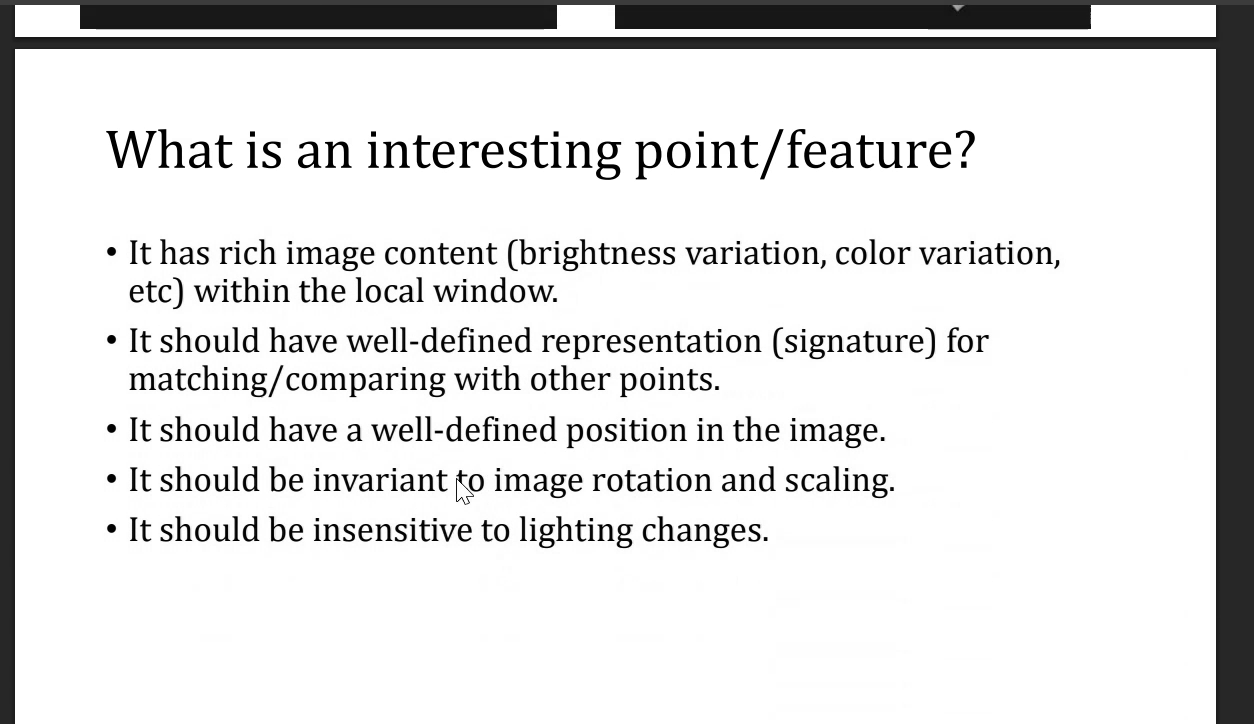 What is an interesting point/feature?
• It has rich image content (brightness variation, color variation,
etc) within the local window.
• It should have well-defined representation (signature) for
matching/comparing with other points.
• It should have a well-defined position in the image.
• It should be invariant to image rotation and scaling.
• It should be insensitive to lighting changes.